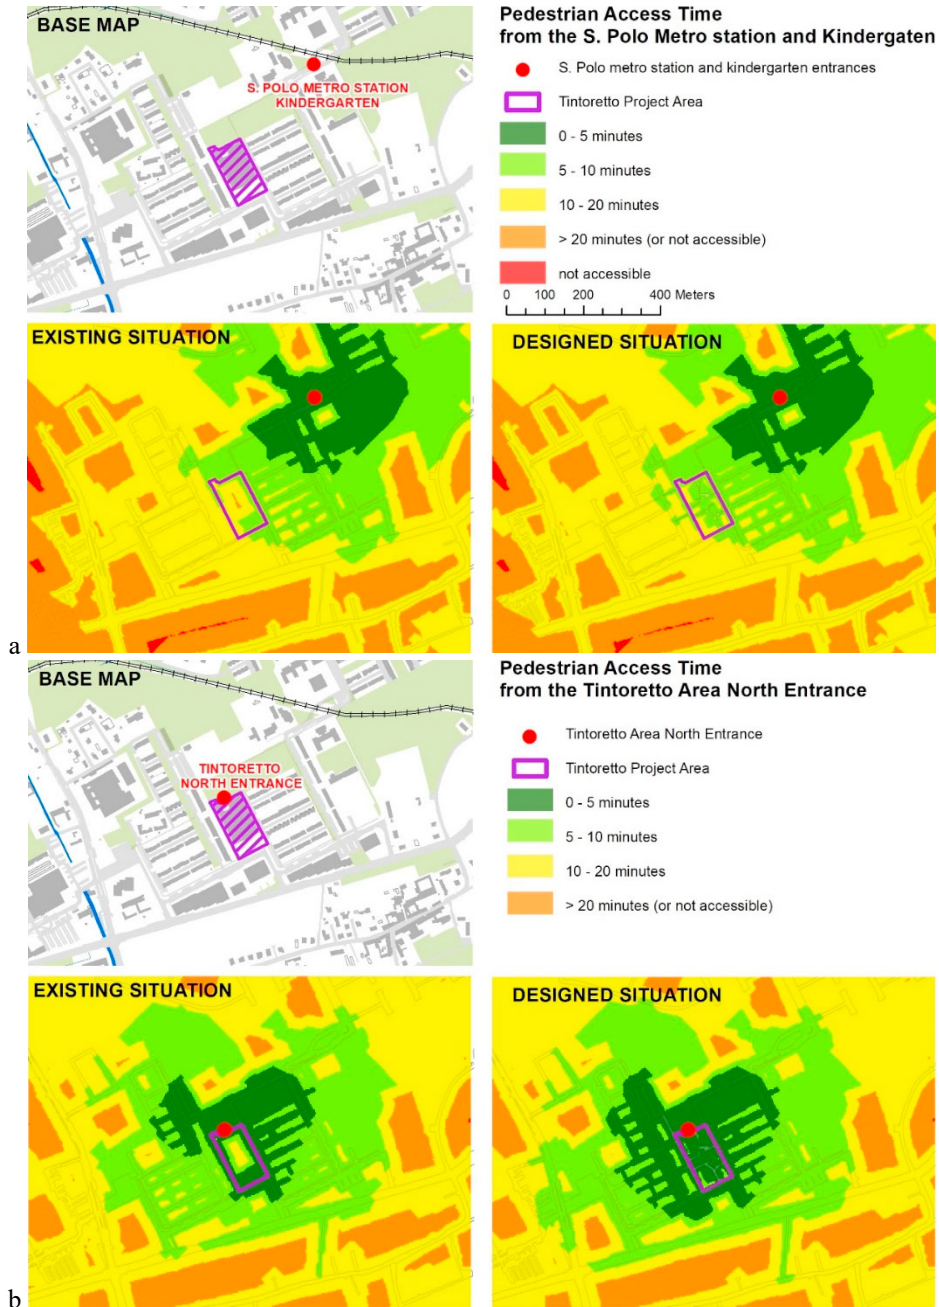 BASE MAP
S. POLO METRO STATION
KINDERGARTEN
Pedestrian Access Time
from the S. Polo Metro station and Kindergaten
S. Polo metro station and kindergarten entrances
Tintoretto Project Area
0 - 5 minutes
5 - 10 minutes
10 - 20 minutes
> 20 minutes (or not accessible)
not accessible
0 100 200 400 Meters
EXISTING SITUATION
DESIGNED SITUATION
a
BASE MAP
TINTORETTO
NORTH ENTRANCE
Pedestrian Access Time
from the Tintoretto Area North Entrance
Tintoretto Area North Entrance
Tintoretto Project Area
0 - 5 minutes
5 - 10 minutes
10 - 20 minutes
> 20 minutes (or not accessible)
EXISTING SITUATION
DESIGNED SITUATION
b